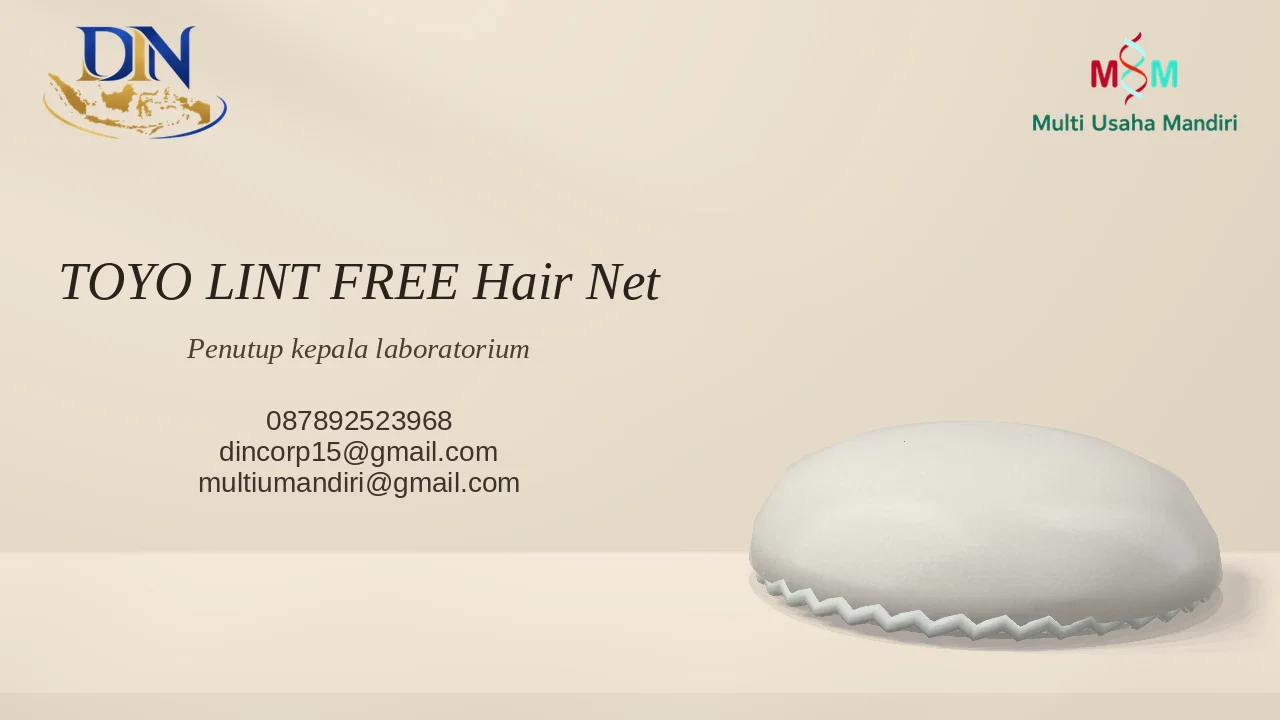 DIN
MSM
Multi Usaha Mandiri
TOYO LINT FREE Hair Net
Penutup kepala laboratorium
087892523968
dincorp15@gmail.com
multiumandiri@gmail.com